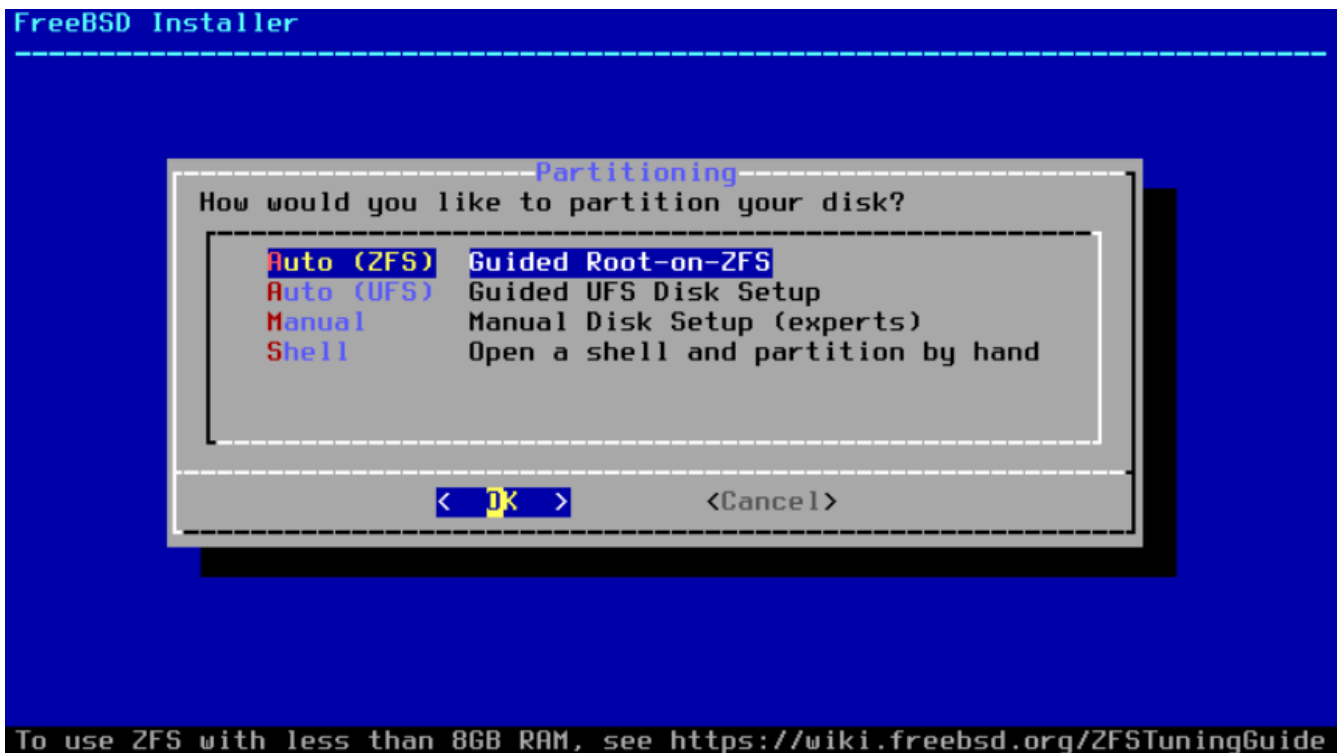 FreeBSD Installer
Partitioning
How would you like to partition your disk?
Auto (ZFS) Guided Root-on-ZFS
Auto (UFS) Guided UFS Disk Setup
Manual Manual Disk Setup (experts)
Shell Open a shell and partition by hand
< OK > <Cancel>
To use ZFS with less than 8GB RAM, see https://wiki.freebsd.org/ZFSTuningGuide